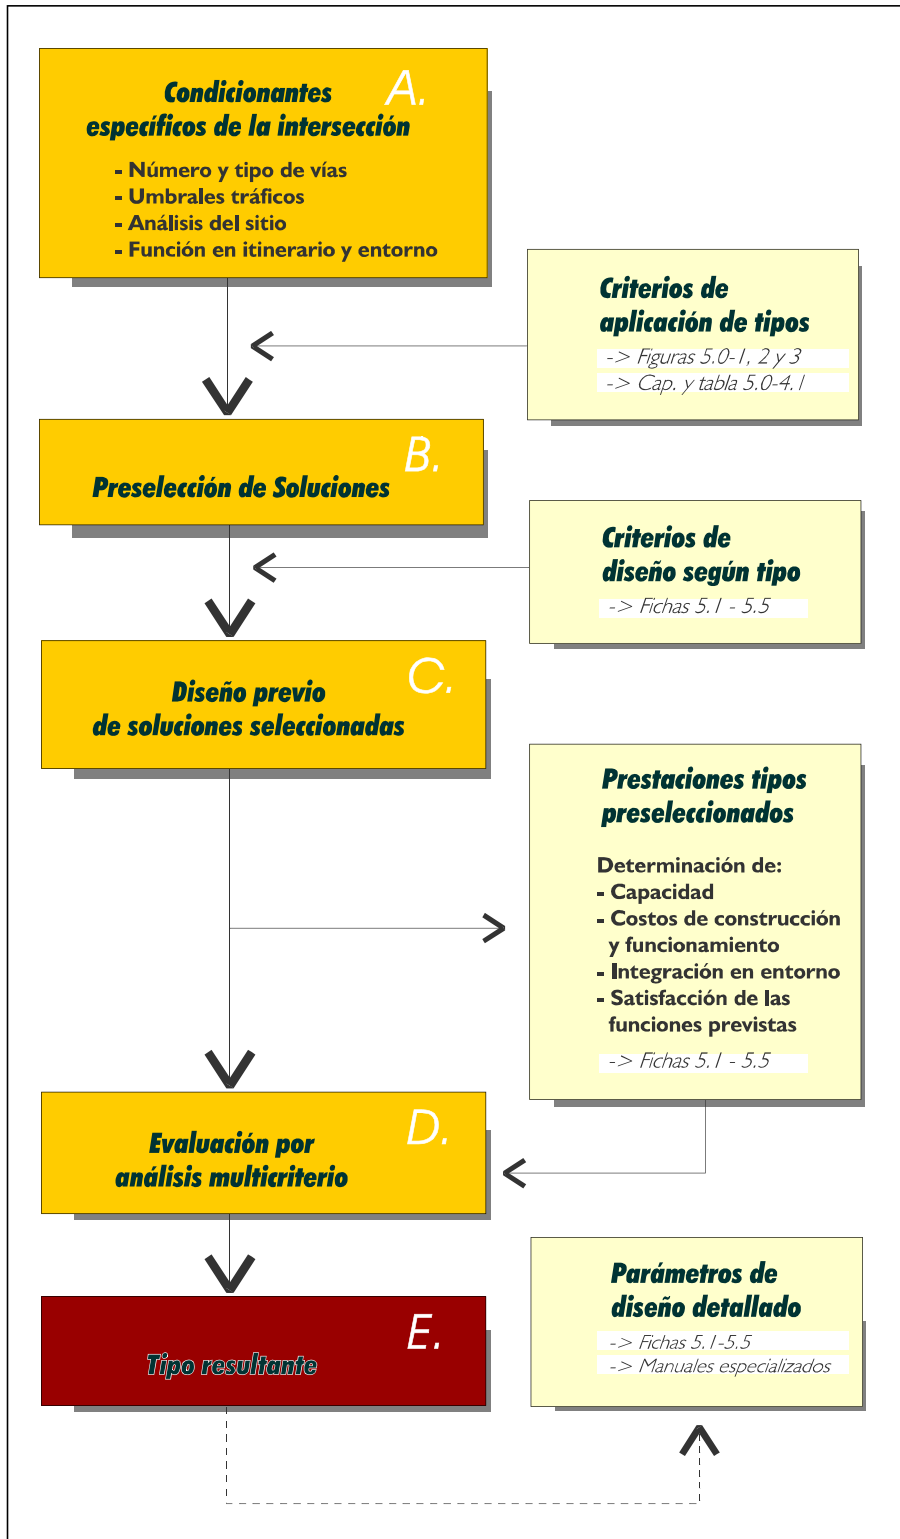 A.
Condicionantes
específicos de la intersección
- Número y tipo de vías
- Umbrales tráficos
- Análisis del sitio
- Función en itinerario y entorno
Criterios de
aplicación de tipos
-> Figuras 5.0-1, 2 y 3
-> Cap. y tabla 5.0-4.1
B.
Preselección de Soluciones
Criterios de
diseño según tipo
-> Fichas 5.1 - 5.5
C.
Diseño previo
de soluciones seleccionadas
Prestaciones tipos
preseleccionados
Determinación de:
- Capacidad
- Costos de construcción
y funcionamiento
- Integración en entorno
- Satisfacción de las
funciones previstas
-> Fichas 5.1 - 5.5
D.
Evaluación por
análisis multicriterio
E.
Tipo resultante
Parámetros de
diseño detallado
-> Fichas 5.1-5.5
-> Manuales especializados